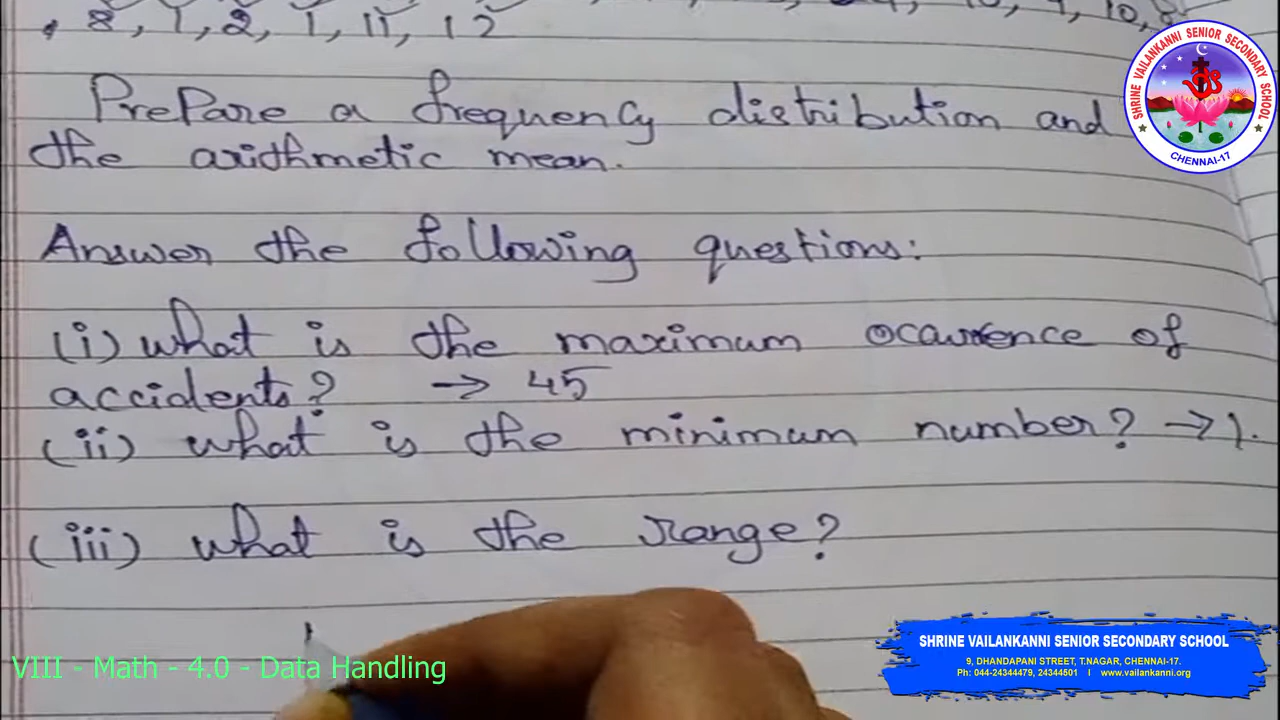 8, 1, 2, 1, 11, 12
Prepare a frequency distribution and
the arithmetic mean.
Answer the following questions:
(i) what is the maximum ocaurence of
accidents? → 45
(ii) what is the minimum number? → 1.
(iii) what is the range?
SHRINE VAILANKANNI SENIOR SECONDARY SCHOOL
CHENNAI-17
VIII - Math - 4.0 - Data Handling
SHRINE VAILANKANNI SENIOR SECONDARY SCHOOL
9, DHANDAPANI STREET, T.NAGAR, CHENNAI-17.
Ph: 044-24344479, 24344501 I www.vailankanni.org